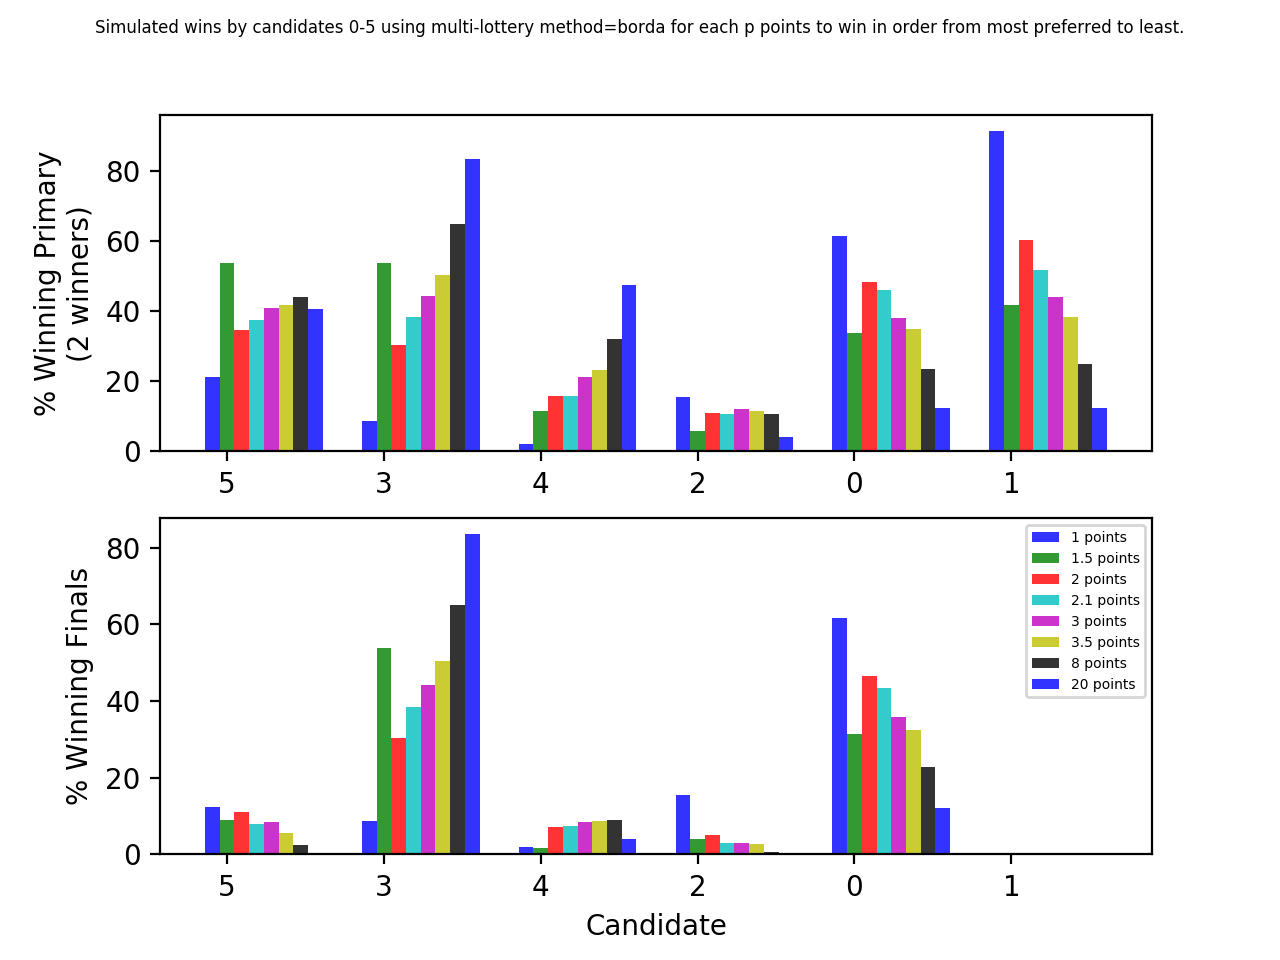 Simulated wins by candidates 0-5 using multi-lottery method=borda for each p points to win in order from most preferred to least.
% Winning Primary
(2 winners)
80
60
40
20
0
5 3 4 2 0 1
% Winning Finals
80
60
40
20
0
1 points
1.5 points
2 points
2.1 points
3 points
3.5 points
8 points
20 points
5 3 4 2 0 1
Candidate